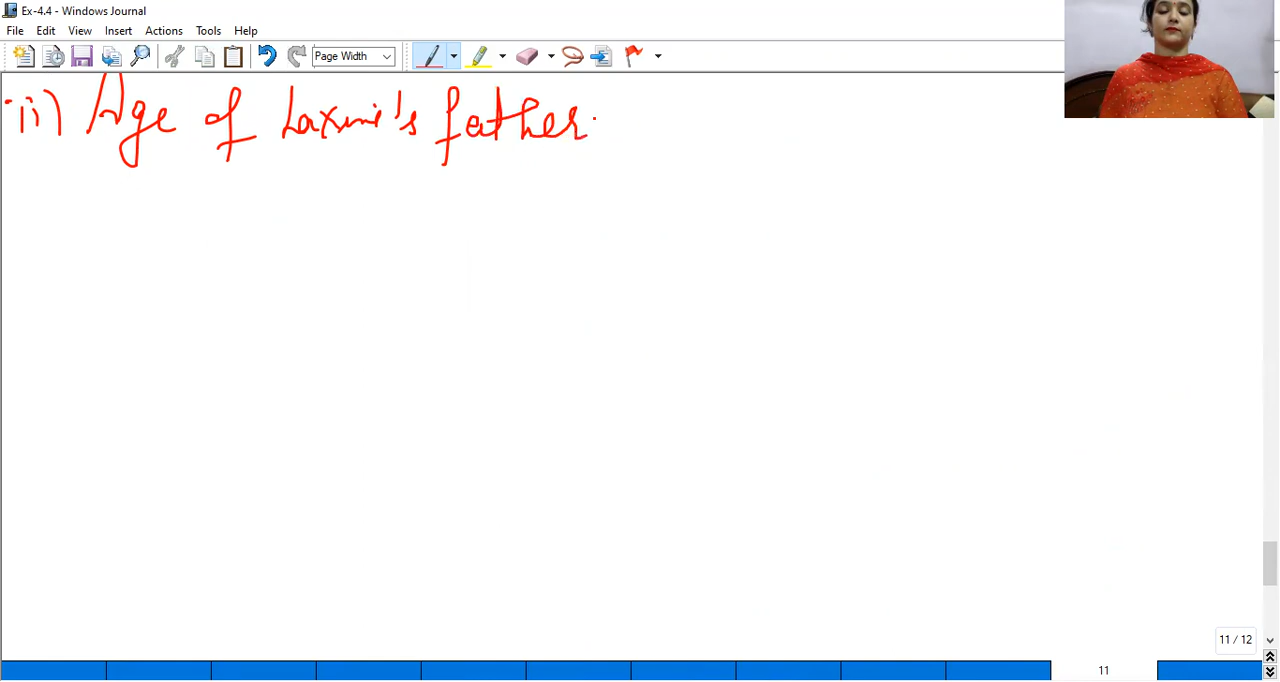 Ex-4.4 - Windows Journal
File Edit View Insert Actions Tools Help
Page Width
iii) Age of Laxmi's father.
11 / 12
11